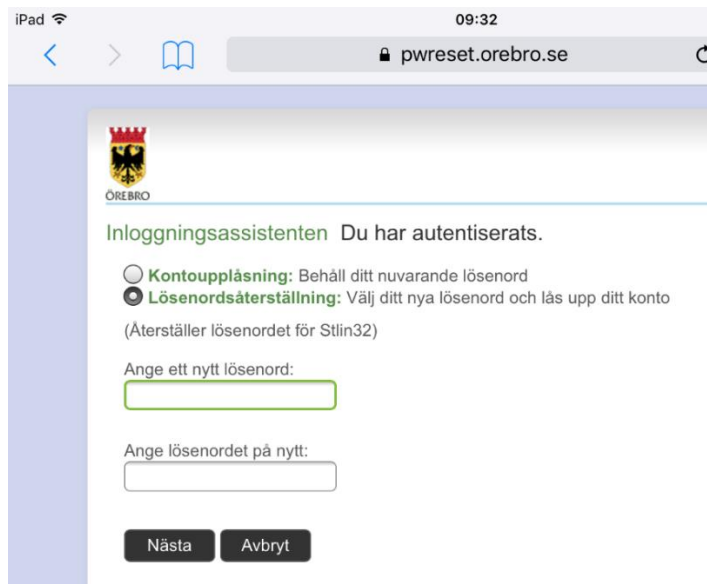 iPad 09:32
pwreset.orebro.se
ÖREBRO
Inloggningsassistenten Du har autentiserats.
Kontoupplåsning: Behåll ditt nuvarande lösenord
Lösenordsåterställning: Välj ditt nya lösenord och lås upp ditt konto
(Återställer lösenordet för Stlin32)
Ange ett nytt lösenord:
Ange lösenordet på nytt:
Nästa Avbryt